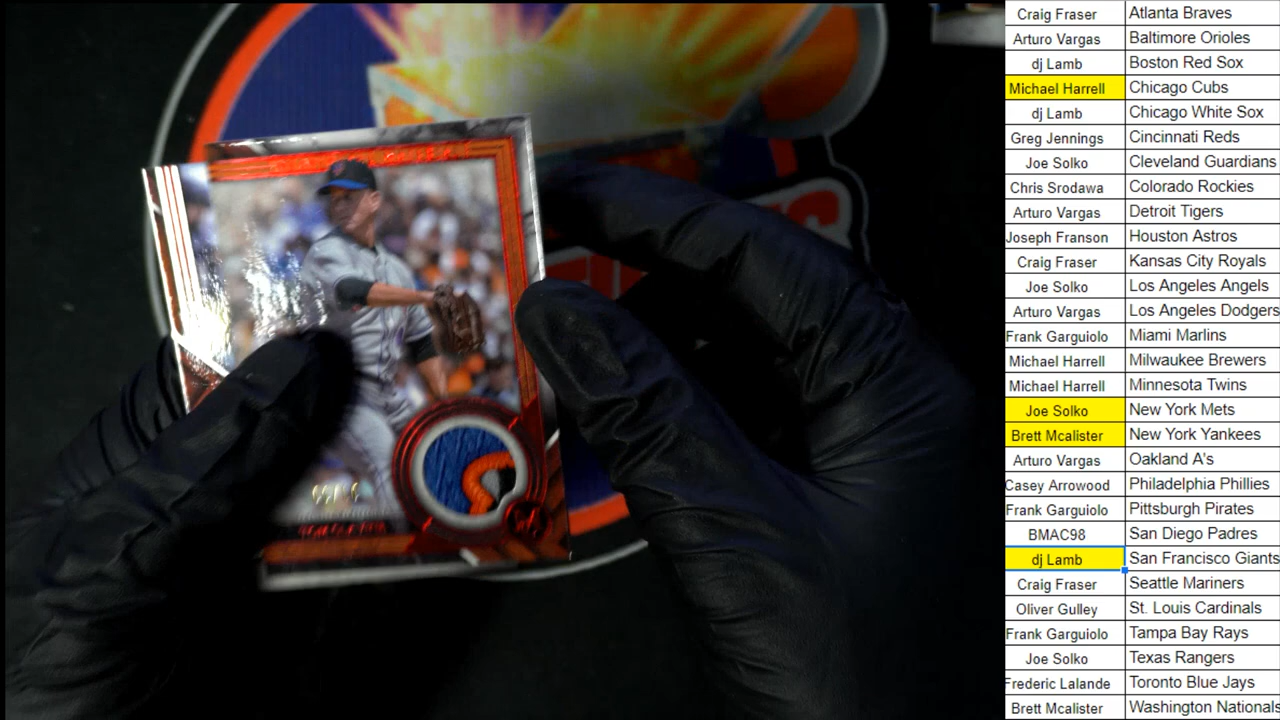 Craig Fraser Atlanta Braves
Arturo Vargas Baltimore Orioles
dj Lamb Boston Red Sox
Michael Harrell Chicago Cubs
dj Lamb Chicago White Sox
Greg Jennings Cincinnati Reds
Joe Solko Cleveland Guardians
Chris Srodawa Colorado Rockies
Arturo Vargas Detroit Tigers
Joseph Franson Houston Astros
Craig Fraser Kansas City Royals
Joe Solko Los Angeles Angels
Arturo Vargas Los Angeles Dodgers
Frank Garguiolo Miami Marlins
Michael Harrell Milwaukee Brewers
Michael Harrell Minnesota Twins
Joe Solko New York Mets
Brett Mcalister New York Yankees
Arturo Vargas Oakland A's
Casey Arrowood Philadelphia Phillies
Frank Garguiolo Pittsburgh Pirates
BMAC98 San Diego Padres
dj Lamb San Francisco Giants
Craig Fraser Seattle Mariners
Oliver Gulley St. Louis Cardinals
Frank Garguiolo Tampa Bay Rays
Joe Solko Texas Rangers
Frederic Lalande Toronto Blue Jays
Brett Mcalister Washington Nationals